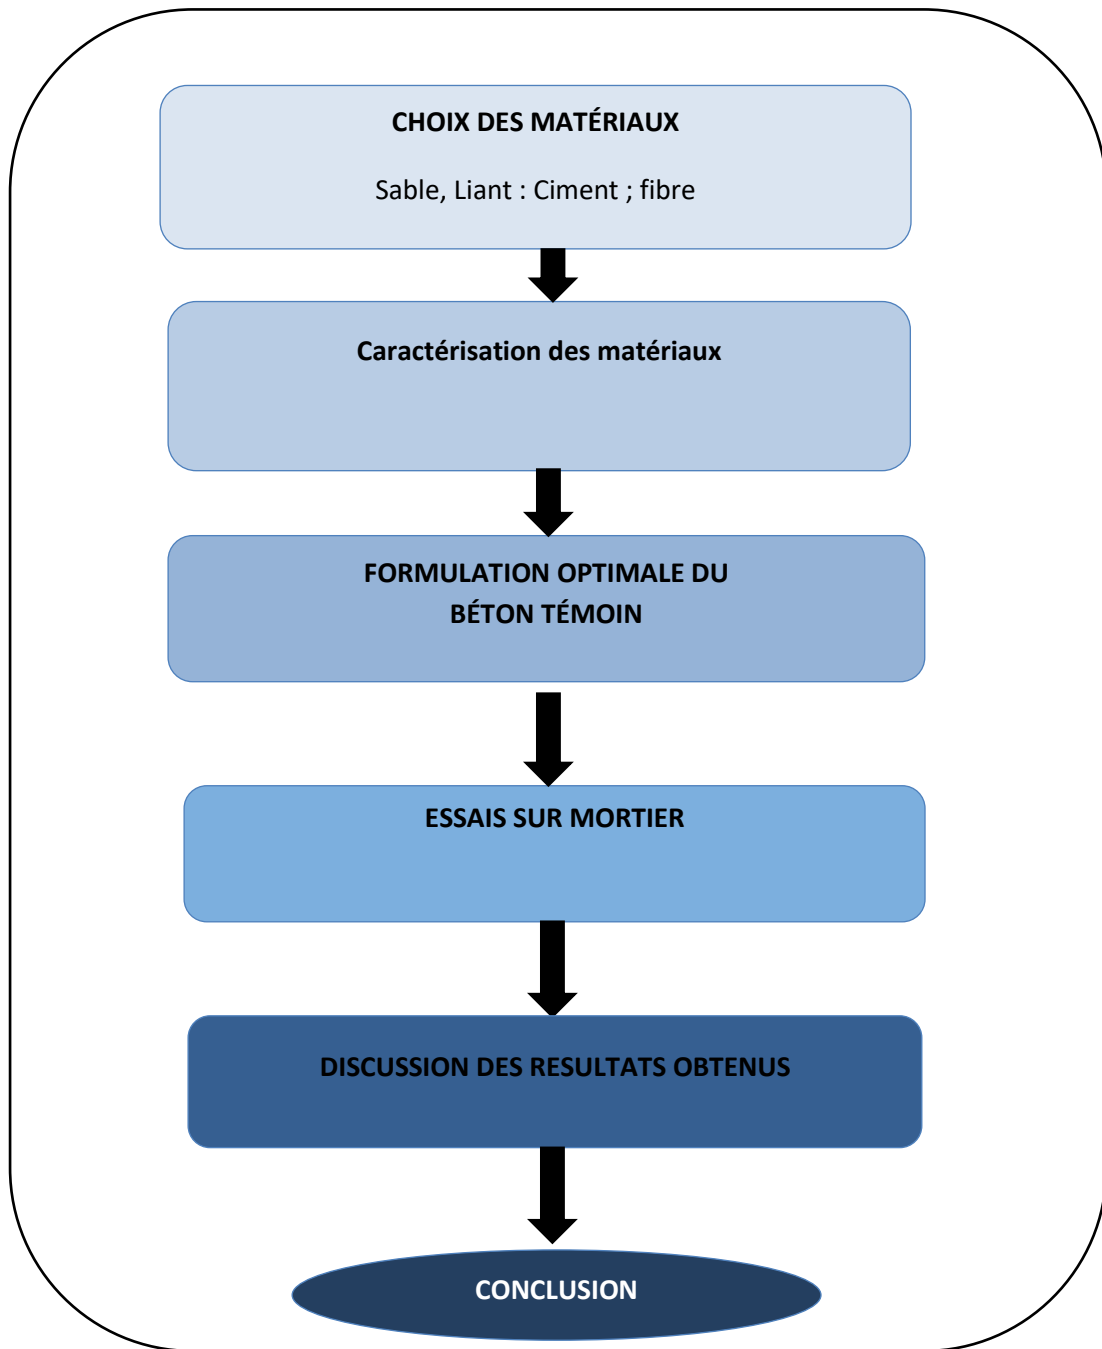 CHOIX DES MATÉRIAUX
Sable, Liant : Ciment ; fibre
Caractérisation des matériaux
FORMULATION OPTIMALE DU
BÉTON TÉMOIN
ESSAIS SUR MORTIER
DISCUSSION DES RESULTATS OBTENUS
CONCLUSION